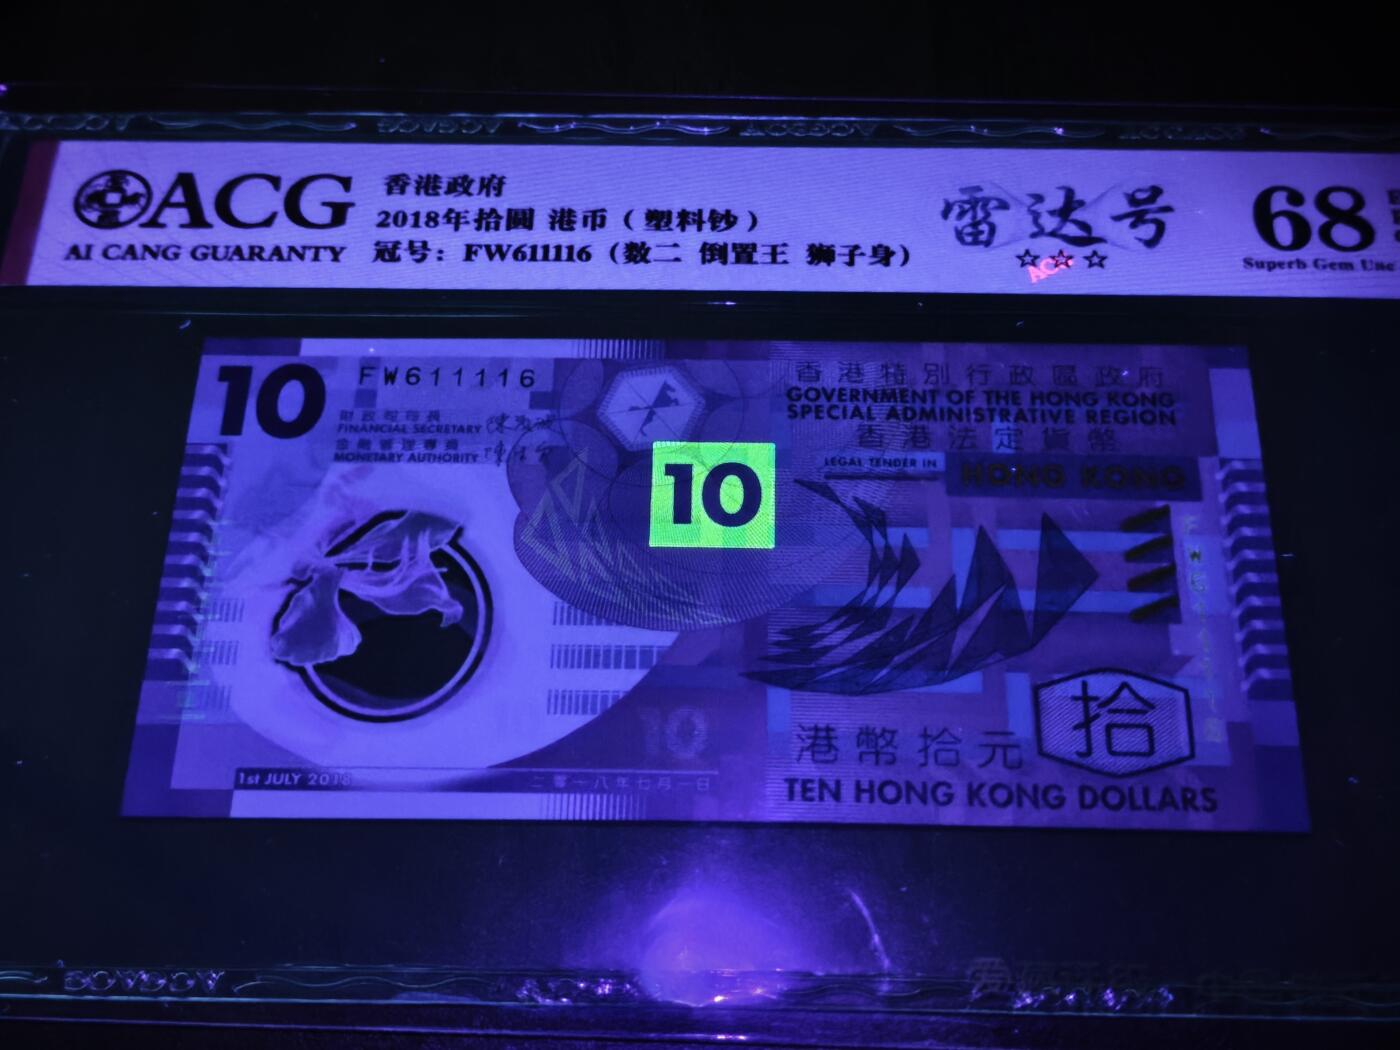 ACG
AI CANG GUARANTY
香港政府
2018年拾圓 港币（塑料钞）
冠号：FW611116（数二 倒置王 狮子身）
雷达号
☆☆☆
ACG
68
Superb Gem Unc
10
FW611116
財政司司長
FINANCIAL SECRETARY
金融管理專員
MONETARY AUTHORITY
10
香港特別行政區政府
GOVERNMENT OF THE HONG KONG
SPECIAL ADMINISTRATIVE REGION
香港法定貨幣
LEGAL TENDER IN
HONG KONG
10
1st JULY 2018
二零一八年七月一日
港幣拾元
拾
TEN HONG KONG DOLLARS